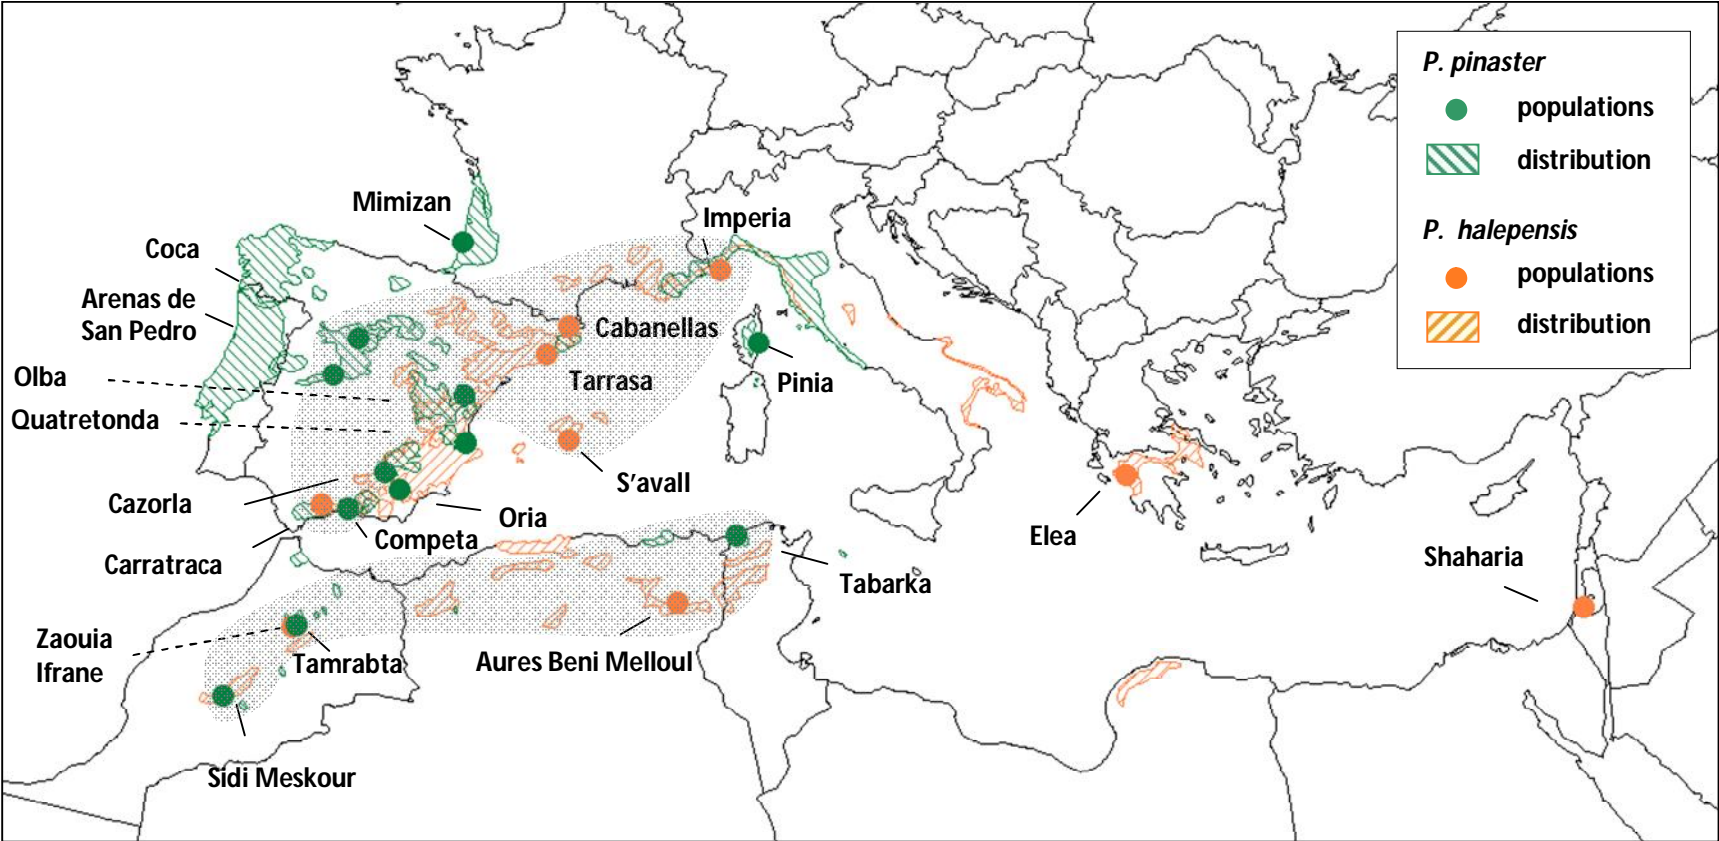 P. pinaster
populations
distribution
P. halepensis
populations
distribution
Mimizan
Imperia
Coca
Arenas de
San Pedro
Cabanellas
Olba
Tarrasa
Pinia
Quatretonda
S'avall
Cazorla
Oria
Elea
Competa
Carratraca
Tabarka
Shaharia
Zaouia
Ifrane
Tamrabta
Aures Beni Melloul
Sidi Meskour